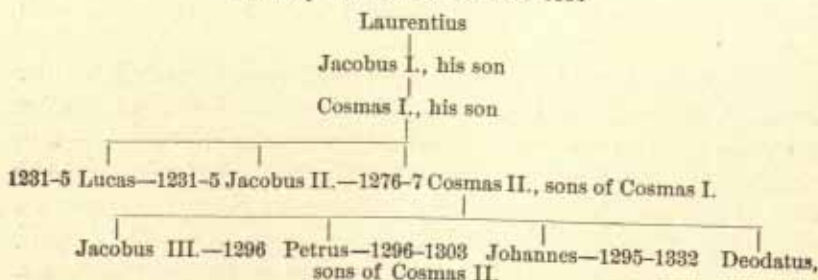 Laurentius
Jacobus I., his son
Cosmas I., his son
1231-5 Lucas—1231-5 Jacobus II.—1276-7 Cosmas II., sons of Cosmas I.
Jacobus III.—1296 Petrus—1296-1303 Johannes—1295-1332 Deodatus,
sons of Cosmas II.